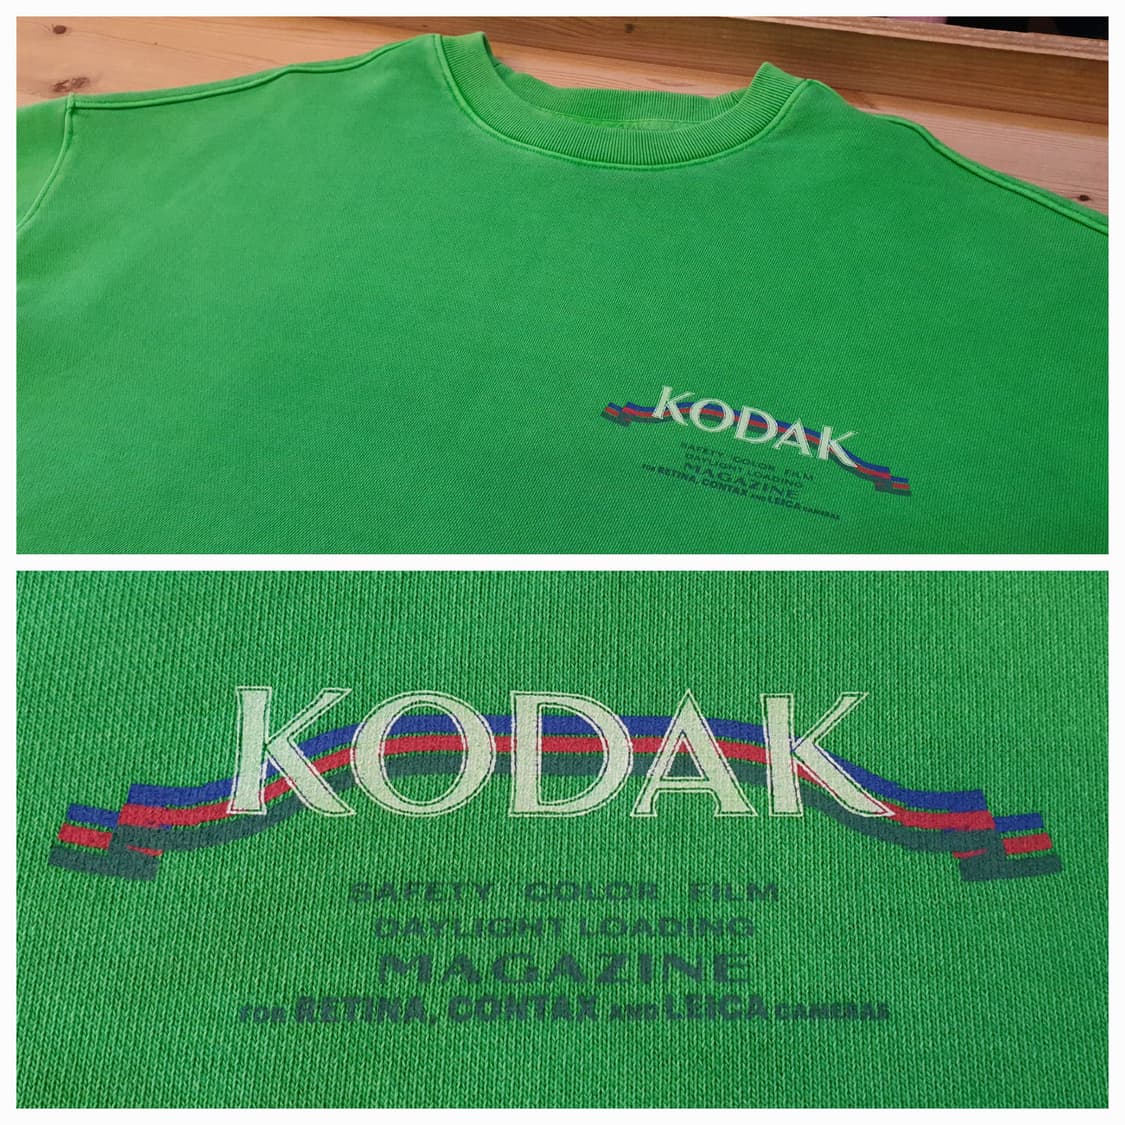 KODAK
SAFETY COLOR FILM
DAYLIGHT LOADING
MAGAZINE
FOR RETINA, CONTAX AND LEICA CAMERAS
KODAK
SAFETY COLOR FILM
DAYLIGHT LOADING
MAGAZINE
FOR RETINA, CONTAX AND LEICA CAMERAS